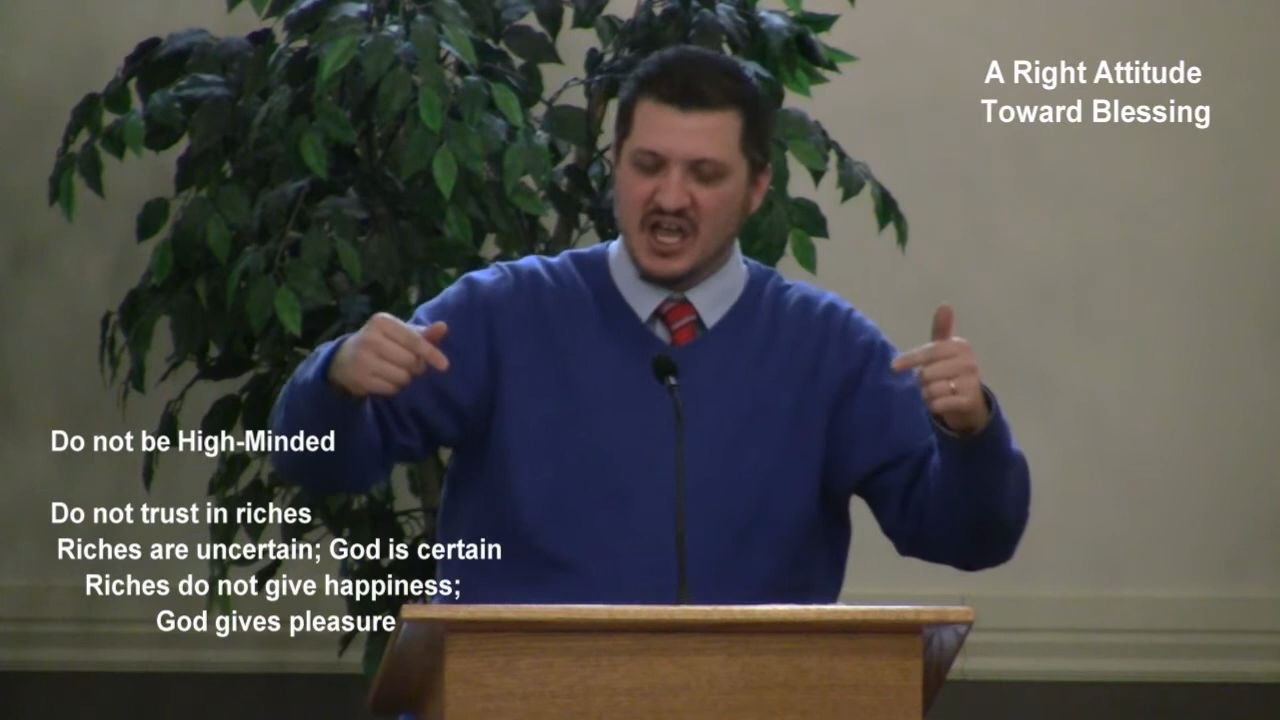 A Right Attitude
Toward Blessing
Do not be High-Minded
Do not trust in riches
Riches are uncertain; God is certain
Riches do not give happiness;
God gives pleasure